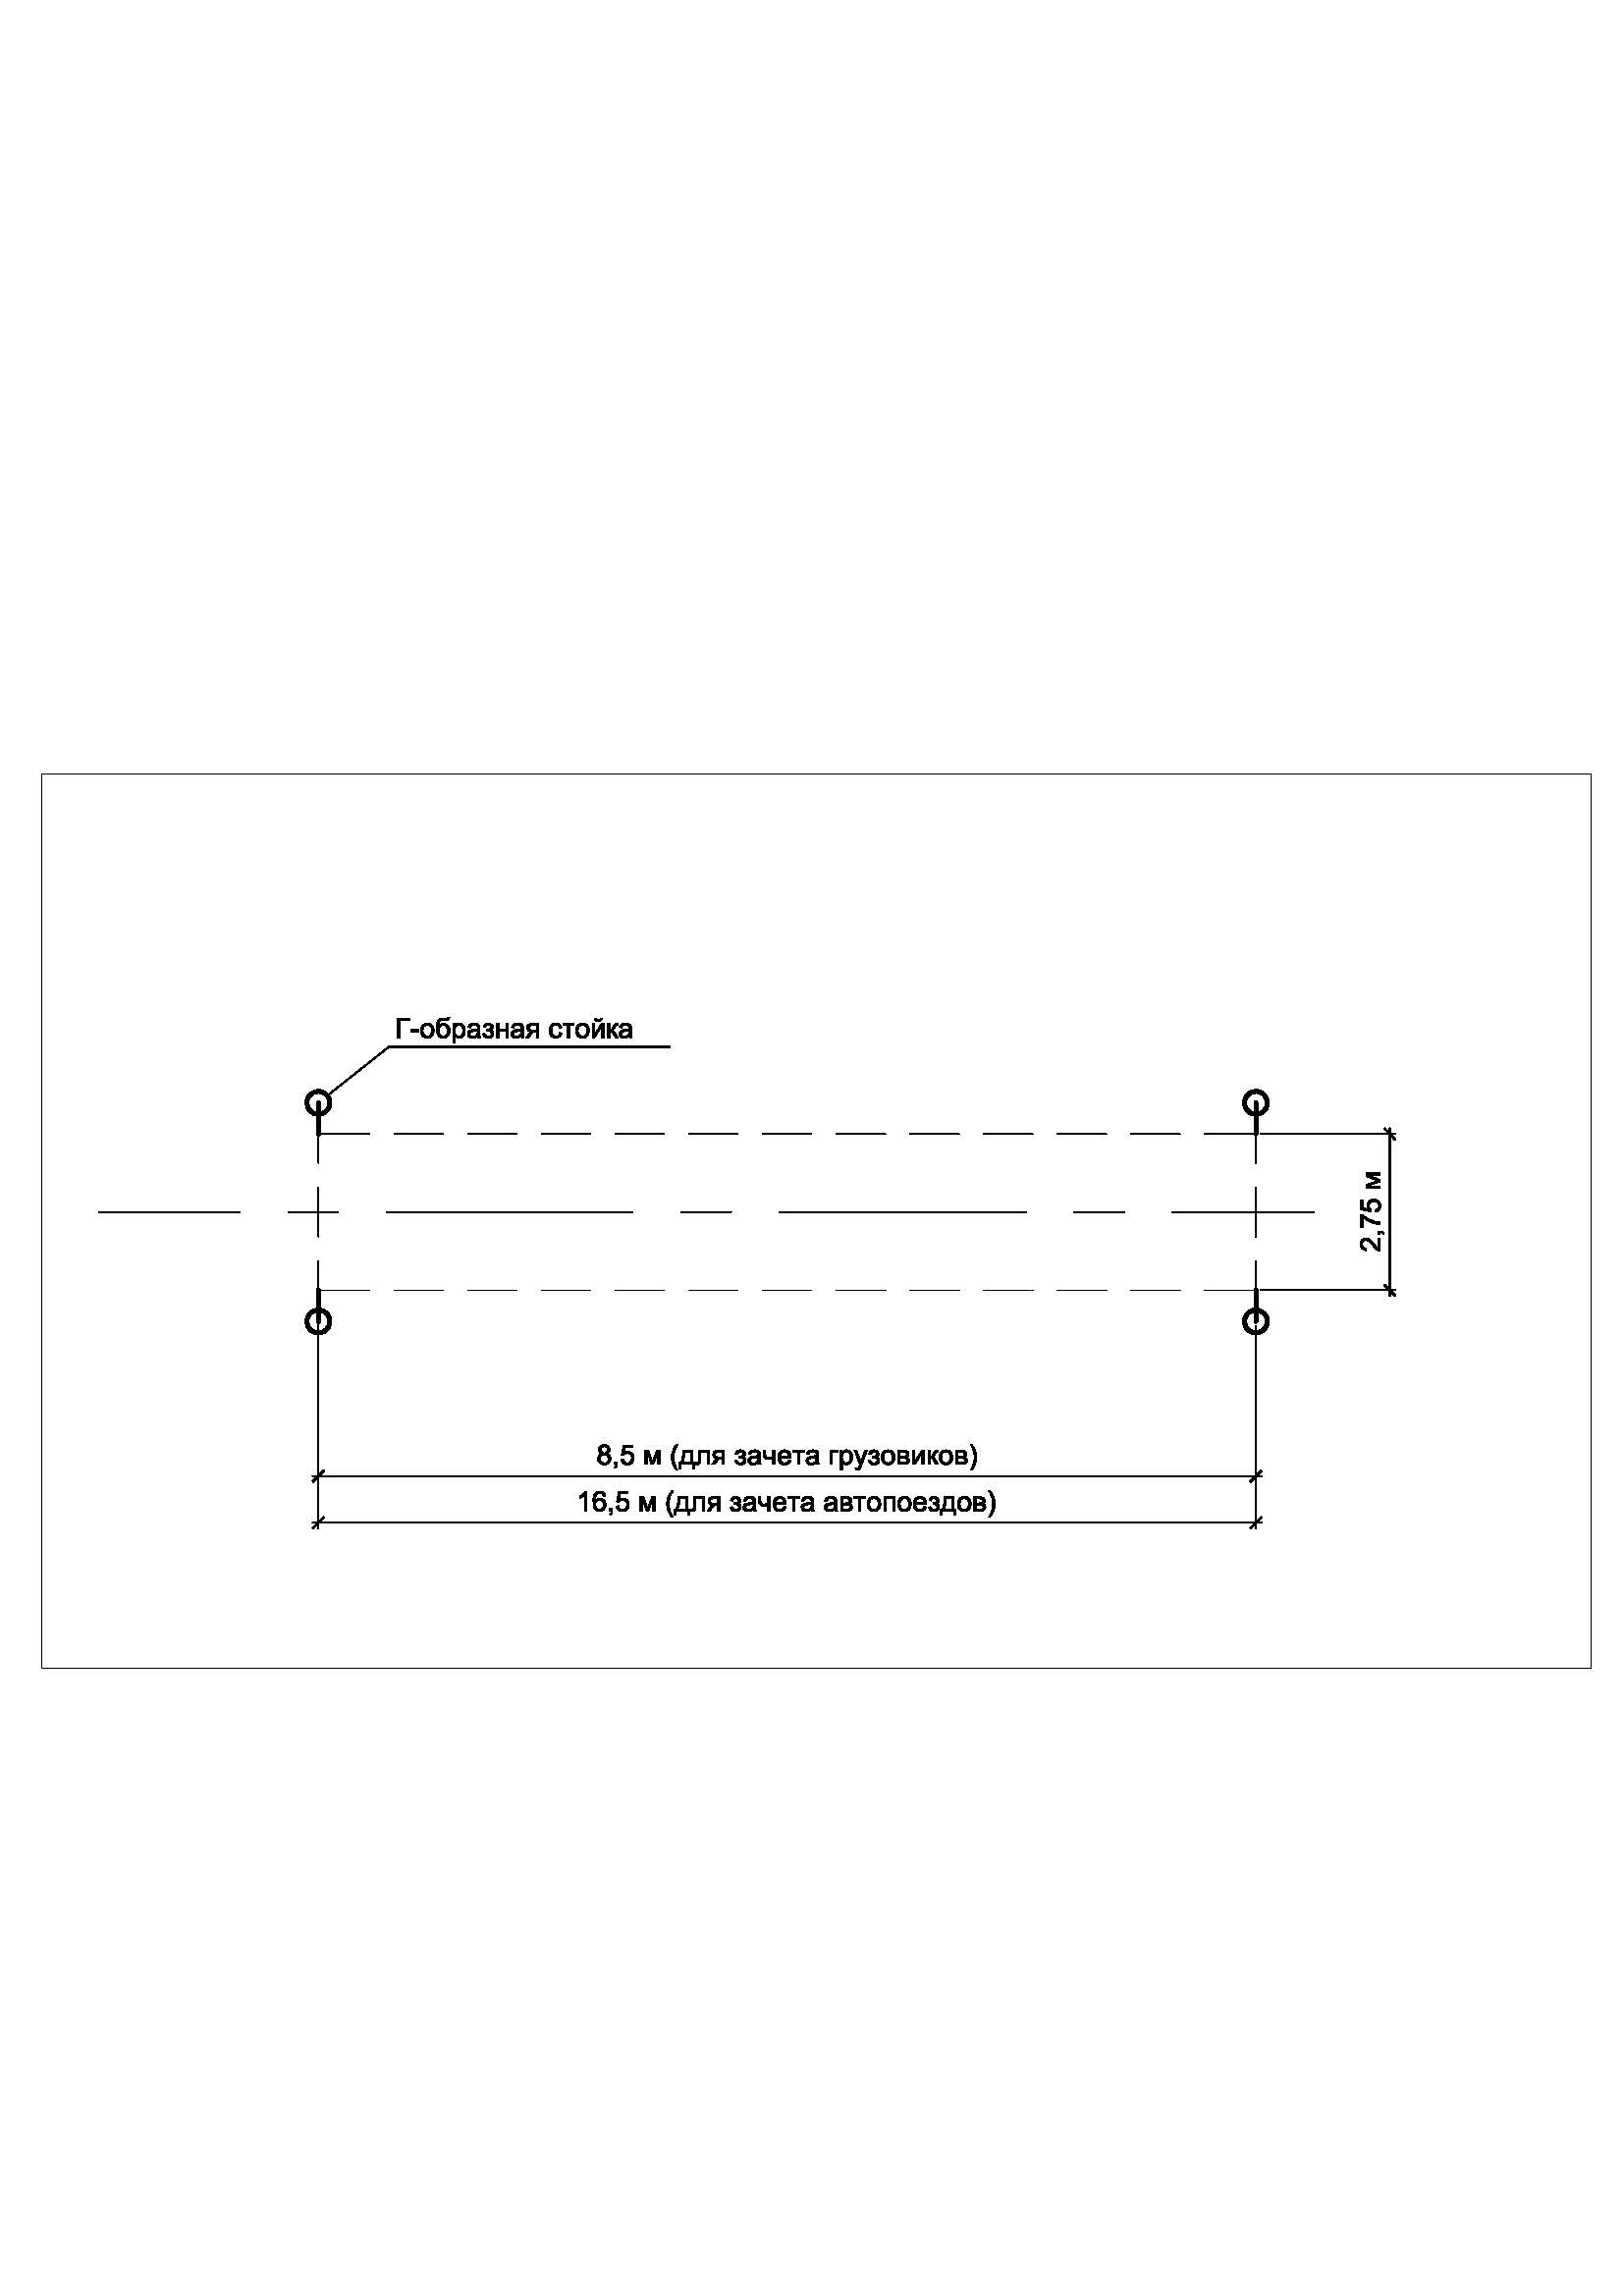 Г-образная стойка
2,75 м
8,5 м (для зачета грузовиков)
16,5 м (для зачета автопоездов)